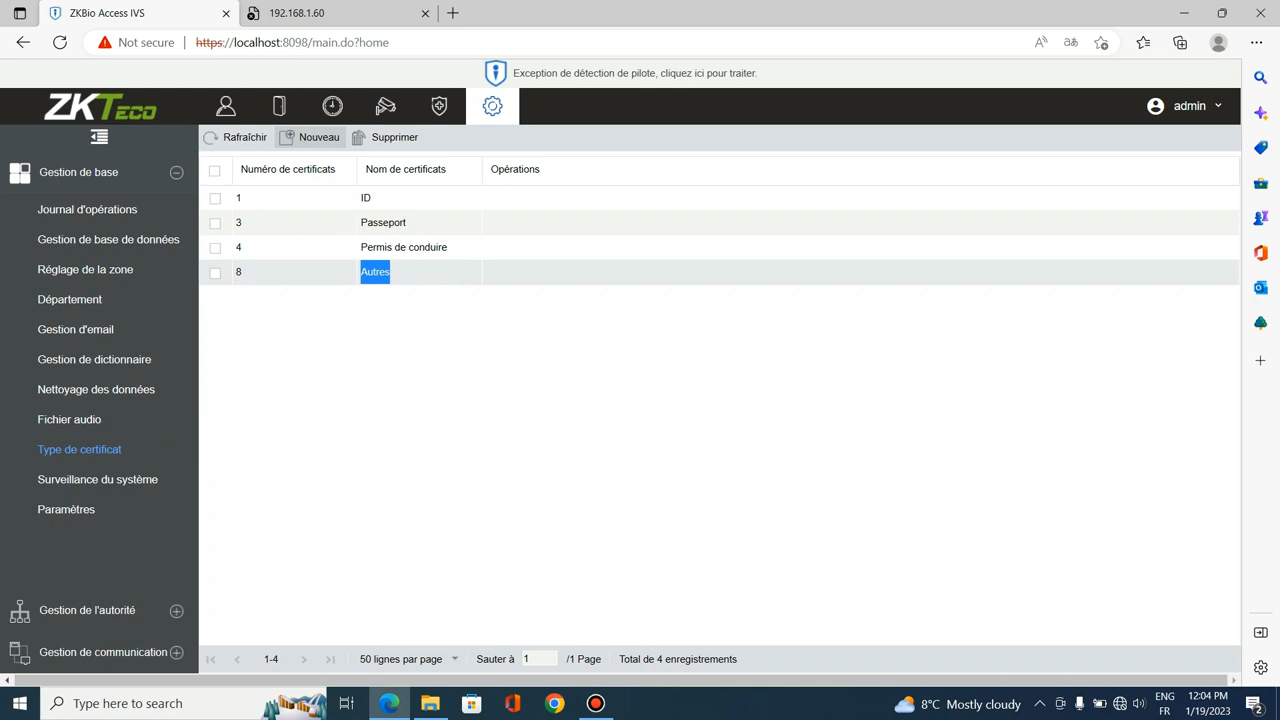 ZKBio Access IVS
192.168.1.60
Not secure
https://localhost:8098/main.do?home
Exception de détection de pilote, cliquez ici pour traiter.
ZKTECO
admin
Rafraîchir
Nouveau
Supprimer
Gestion de base
Journal d'opérations
Gestion de base de données
Réglage de la zone
Département
Gestion d'email
Gestion de dictionnaire
Nettoyage des données
Fichier audio
Type de certificat
Surveillance du système
Paramètres
Gestion de l'autorité
Gestion de communication
Numéro de certificats Nom de certificats Opérations
1 ID
3 Passeport
4 Permis de conduire
8 Autres
1-4
50 lignes par page
Sauter à 1 /1 Page
Total de 4 enregistrements
Type here to search
8°C Mostly cloudy
ENG
FR
12:04 PM
1/19/2023
2